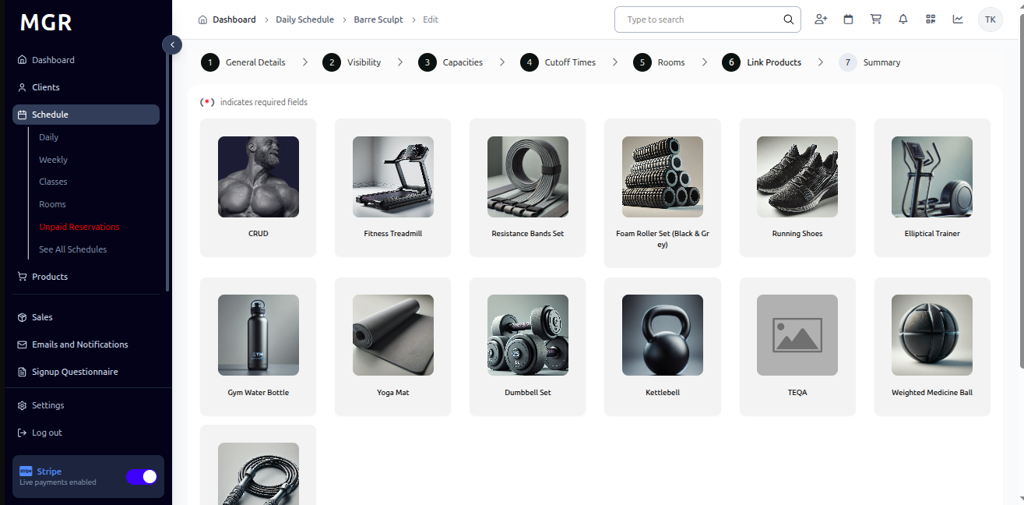 MGR
Dashboard
Clients
Schedule
Daily
Weekly
Classes
Rooms
Unpaid Reservations
See All Schedules
Products
Sales
Emails and Notifications
Signup Questionnaire
Settings
Log out
Stripe
Live payments enabled
Dashboard > Daily Schedule > Barre Sculpt > Edit
Type to search
TK
1 General Details > 2 Visibility > 3 Capacities > 4 Cutoff Times > 5 Rooms > 6 Link Products > 7 Summary
(*) indicates required fields
CRUD
Fitness Treadmill
Resistance Bands Set
Foam Roller Set (Black & Gr
ey)
Running Shoes
Elliptical Trainer
Gym Water Bottle
Yoga Mat
25
Dumbbell Set
Kettlebell
TEQA
Weighted Medicine Ball